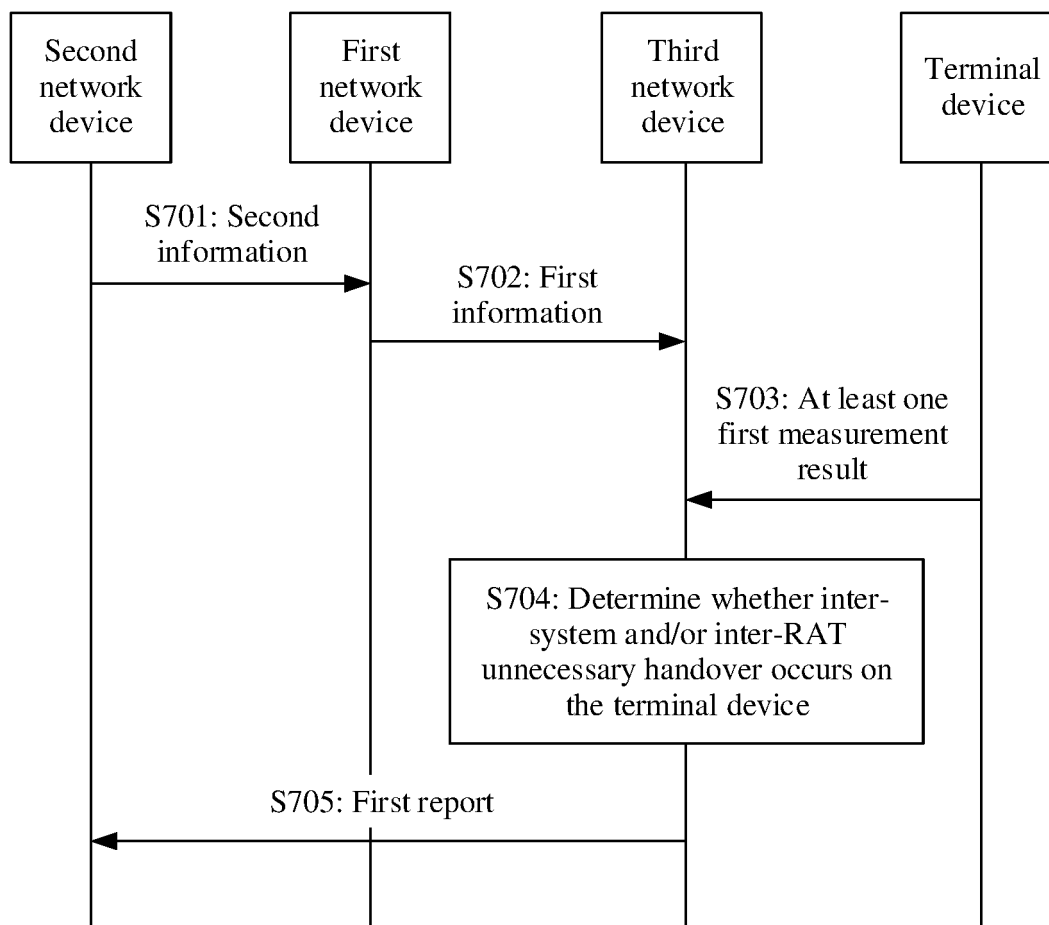 Second
network
device
First
network
device
Third
network
device
Terminal
device
S701: Second
information
S702: First
information
S703: At least one
first measurement
result
S704: Determine whether inter-
system and/or inter-RAT
unnecessary handover occurs on
the terminal device
S705: First report